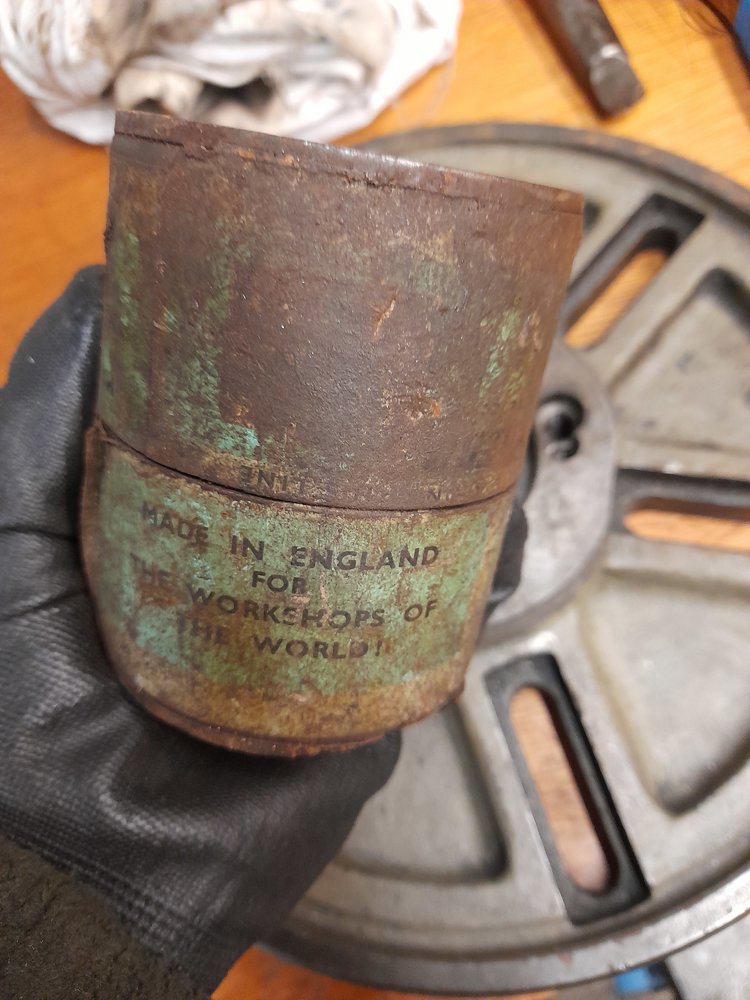 MADE IN ENGLAND
FOR
THE WORKSHOPS OF
THE WORLD!